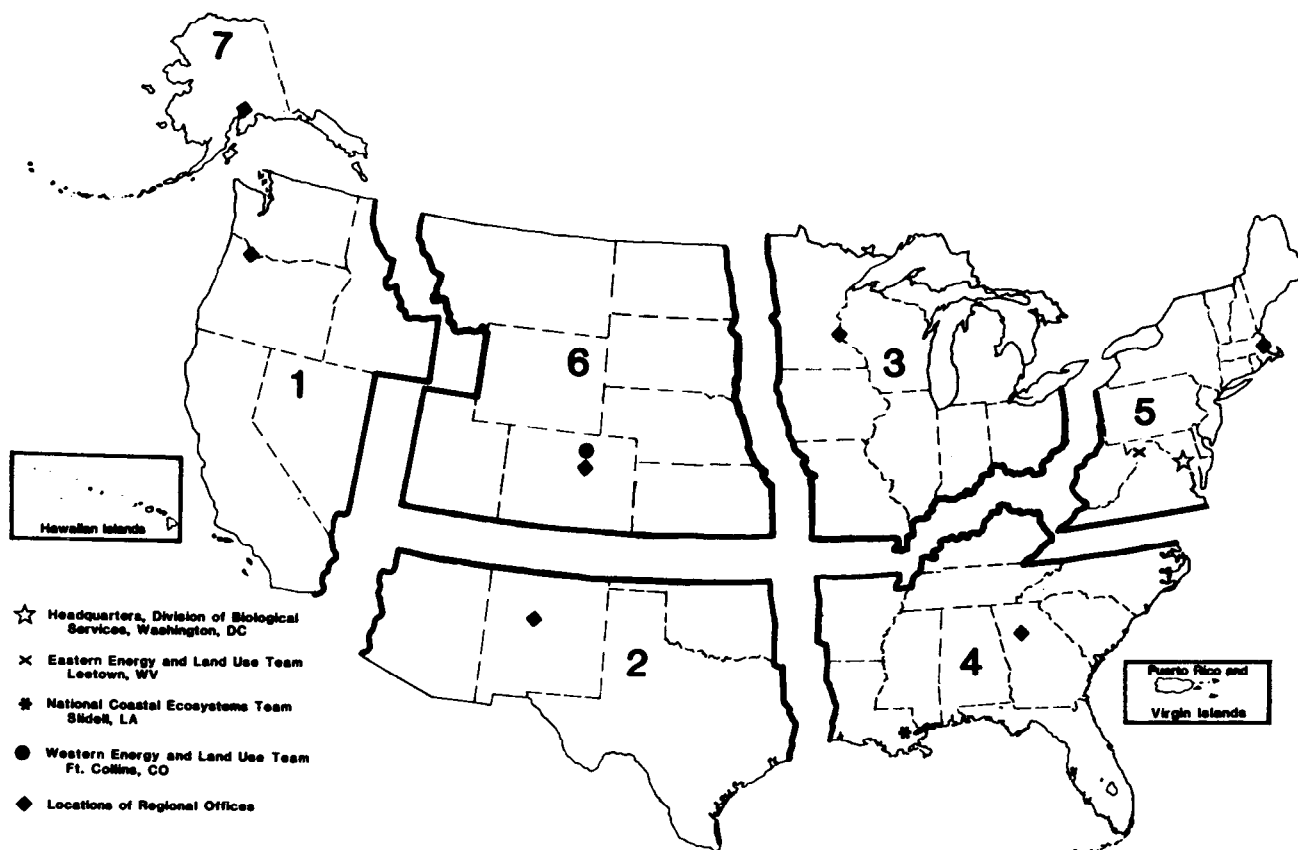 7
1
6
3
5
2
4
Hawaiian Islands
Puerto Rico and
Virgin Islands
Headquarters, Division of Biological
Services, Washington, DC
Eastern Energy and Land Use Team
Leetown, WV
National Coastal Ecosystems Team
Slidell, LA
Western Energy and Land Use Team
Ft. Collins, CO
Locations of Regional Offices